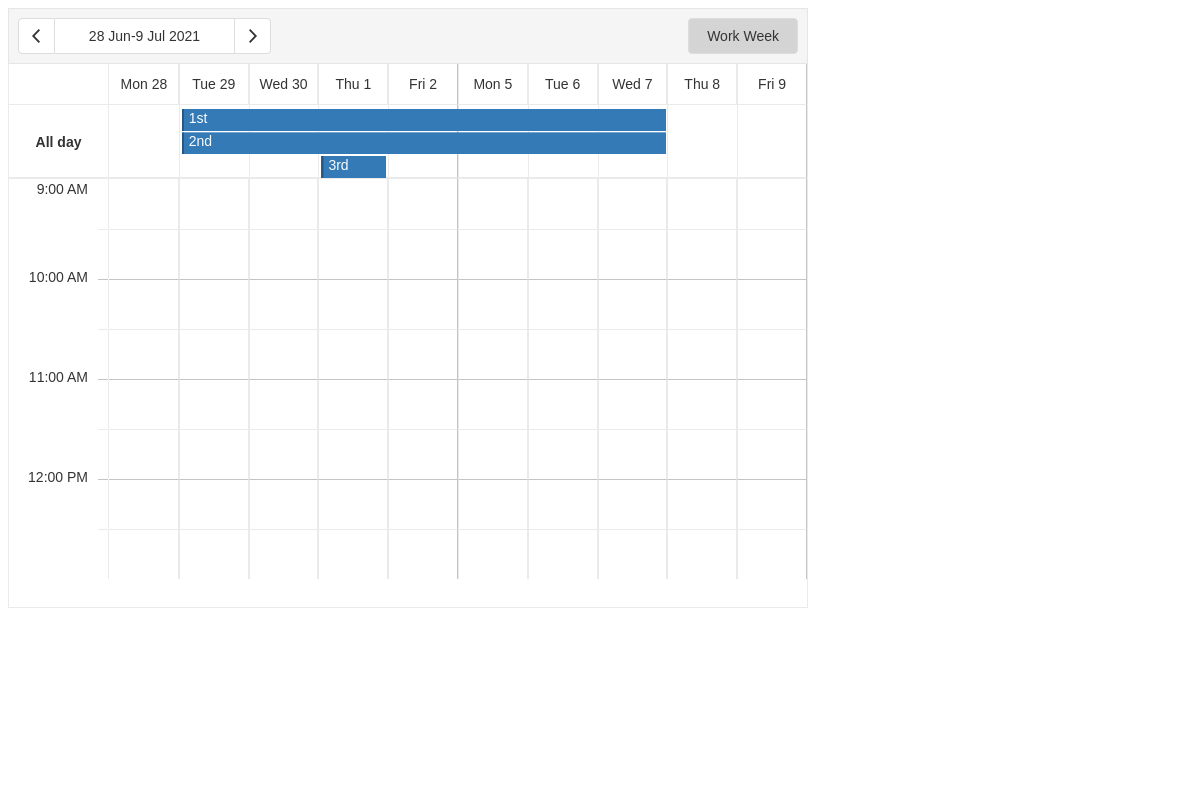 28 Jun-9 Jul 2021 Work Week
Mon 28 Tue 29 Wed 30 Thu 1 Fri 2 Mon 5 Tue 6 Wed 7 Thu 8 Fri 9
All day
1st
2nd
3rd
9:00 AM
10:00 AM
11:00 AM
12:00 PM